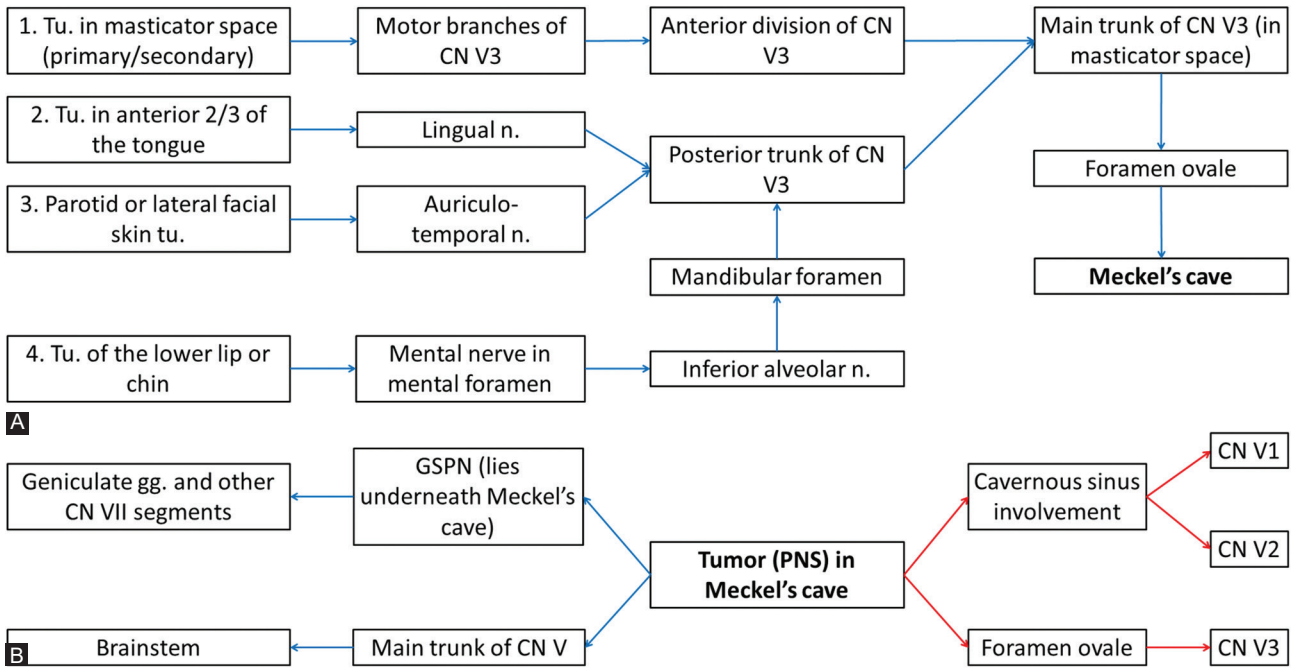 1. Tu. in masticator space
(primary/secondary)
Motor branches of
CN V3
Anterior division of CN
V3
Main trunk of CN V3 (in
masticator space)
2. Tu. in anterior 2/3 of
the tongue
Lingual n.
Posterior trunk of CN
V3
Foramen ovale
3. Parotid or lateral facial
skin tu.
Auriculo-
temporal n.
Mandibular foramen
Meckel's cave
4. Tu. of the lower lip or
chin
Mental nerve in
mental foramen
Inferior alveolar n.
A
Geniculate gg. and other
CN VII segments
GSPN (lies
underneath Meckel's
cave)
Cavernous sinus
involvement
CN V1
CN V2
Tumor (PNS) in
Meckel's cave
Brainstem
Main trunk of CN V
Foramen ovale
CN V3
B